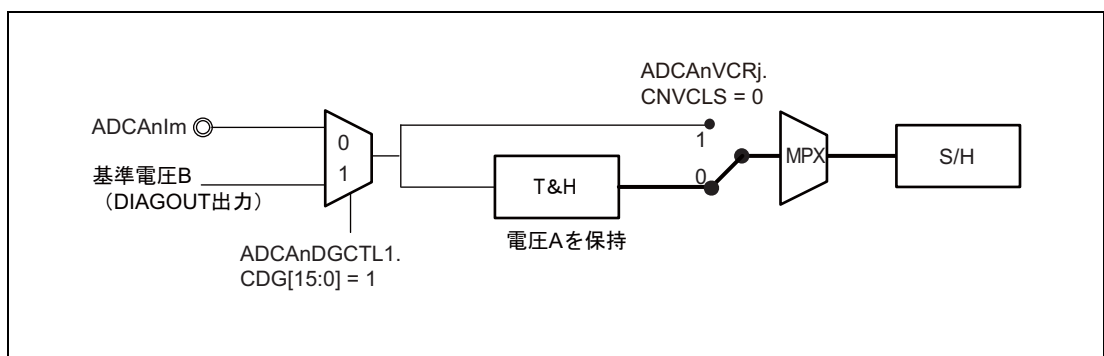 ADCAnVCRj.
CNVCLS = 0
ADCAnIm
0
1
1
MPX
S/H
基準電圧B
（DIAGOUT出力）
T&H
0
電圧Aを保持
ADCAnDGCTL1.
CDG[15:0] = 1